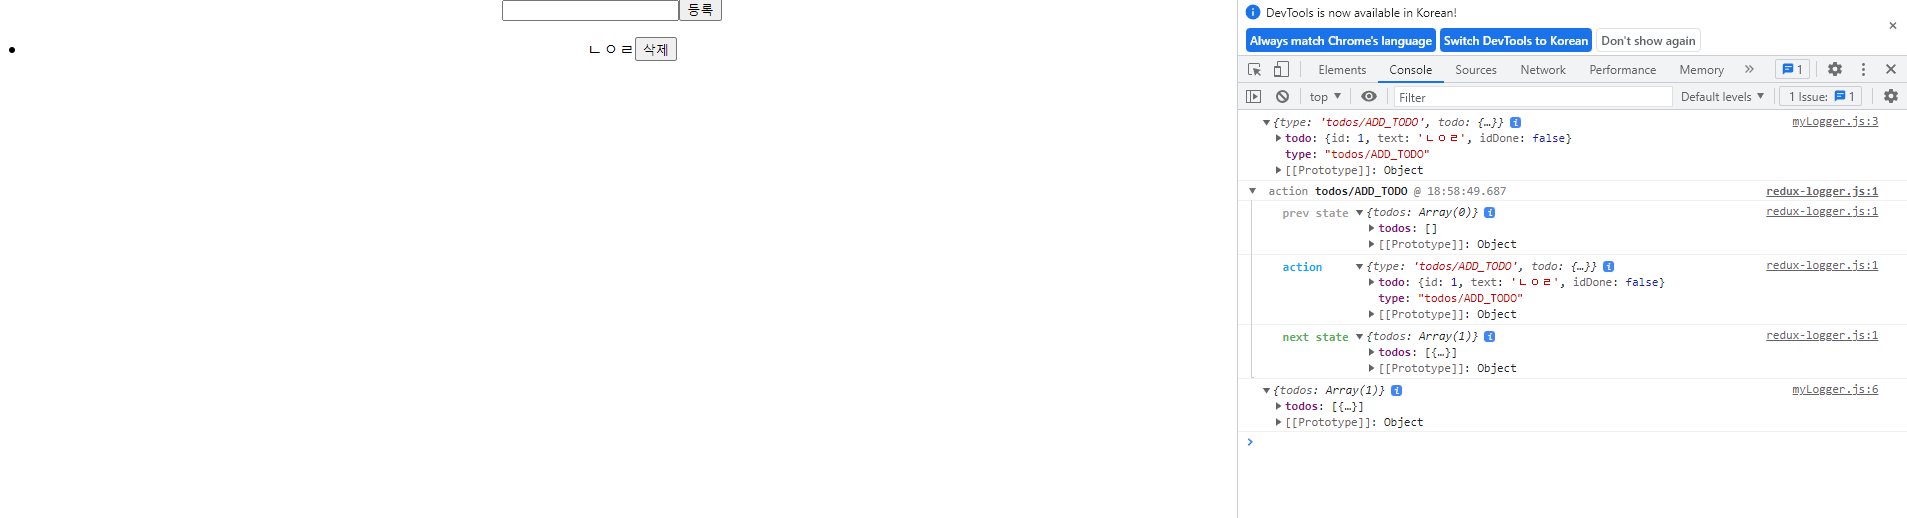 등록
ㄴㅇㄹ 삭제
DevTools is now available in Korean!
Always match Chrome's language Switch DevTools to Korean Don't show again
Elements Console Sources Network Performance Memory » 1
top Filter Default levels 1 Issue: 1
{type: 'todos/ADD_TODO', todo: {…}} myLogger.js:3
todo: {id: 1, text: 'ㄴㅇㄹ', idDone: false}
type: "todos/ADD_TODO"
[[Prototype]]: Object
action todos/ADD_TODO @ 18:58:49.687 redux-logger.js:1
prev state {todos: Array(0)} redux-logger.js:1
todos: []
[[Prototype]]: Object
action {type: 'todos/ADD_TODO', todo: {…}} redux-logger.js:1
todo: {id: 1, text: 'ㄴㅇㄹ', idDone: false}
type: "todos/ADD_TODO"
[[Prototype]]: Object
next state {todos: Array(1)} redux-logger.js:1
todos: [{…}]
[[Prototype]]: Object
{todos: Array(1)} myLogger.js:6
todos: [{…}]
[[Prototype]]: Object